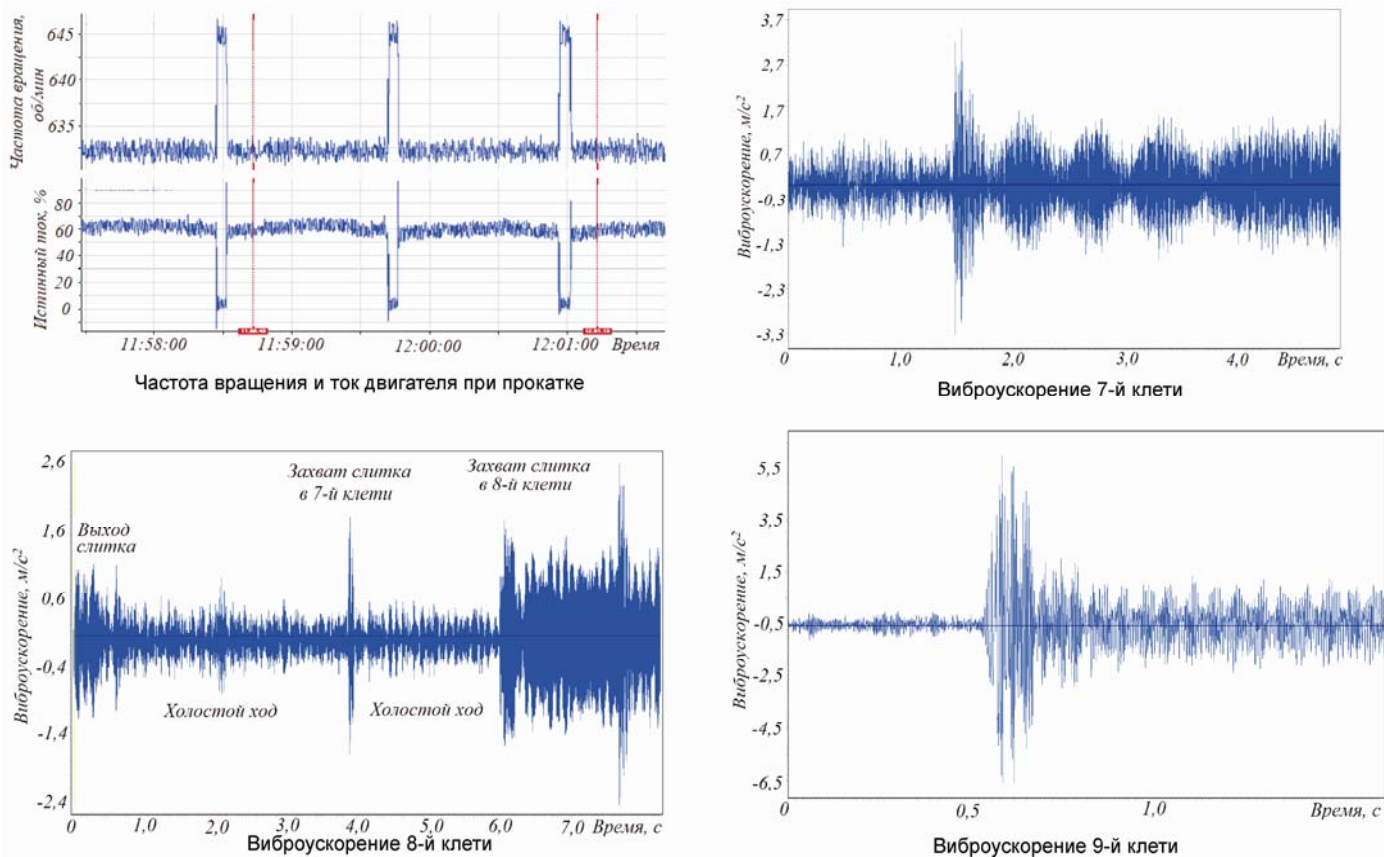 Частота вращения,
об/мин
645
640
635
Истинный ток, %
80
60
40
20
0
11:58:00 11:59:00 12:00:00 12:01:00 Время
Частота вращения и ток двигателя при прокатке
Виброускорение, м/с²
3,7
2,7
1,7
0,7
-0,3
-1,3
-2,3
-3,3
0 1,0 2,0 3,0 4,0 Время, с
Виброускорение 7-й клети
Виброускорение, м/с²
2,6
1,6
0,6
-0,4
-1,4
-2,4
Выход
слитка
Захват слитка
в 7-й клети
Захват слитка
в 8-й клети
Холостой ход
Холостой ход
0 1,0 2,0 3,0 4,0 5,0 6,0 7,0 Время, с
Виброускорение 8-й клети
Виброускорение, м/с²
5,5
3,5
1,5
-0,5
-2,5
-4,5
-6,5
0 0,5 1,0 Время, с
Виброускорение 9-й клети